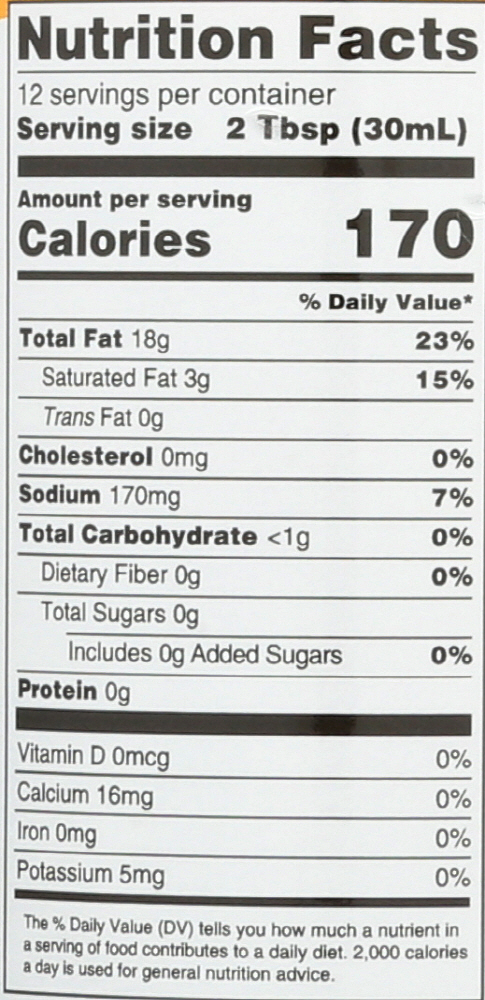 Nutrition Facts
12 servings per container
Serving size 2 Tbsp (30mL)
Amount per serving
Calories 170
% Daily Value*
Total Fat 18g 23%
Saturated Fat 3g 15%
Trans Fat 0g
Cholesterol 0mg 0%
Sodium 170mg 7%
Total Carbohydrate <1g 0%
Dietary Fiber 0g 0%
Total Sugars 0g
Includes 0g Added Sugars 0%
Protein 0g
Vitamin D 0mcg 0%
Calcium 16mg 0%
Iron 0mg 0%
Potassium 5mg 0%
The % Daily Value (DV) tells you how much a nutrient in
a serving of food contributes to a daily diet. 2,000 calories
a day is used for general nutrition advice.